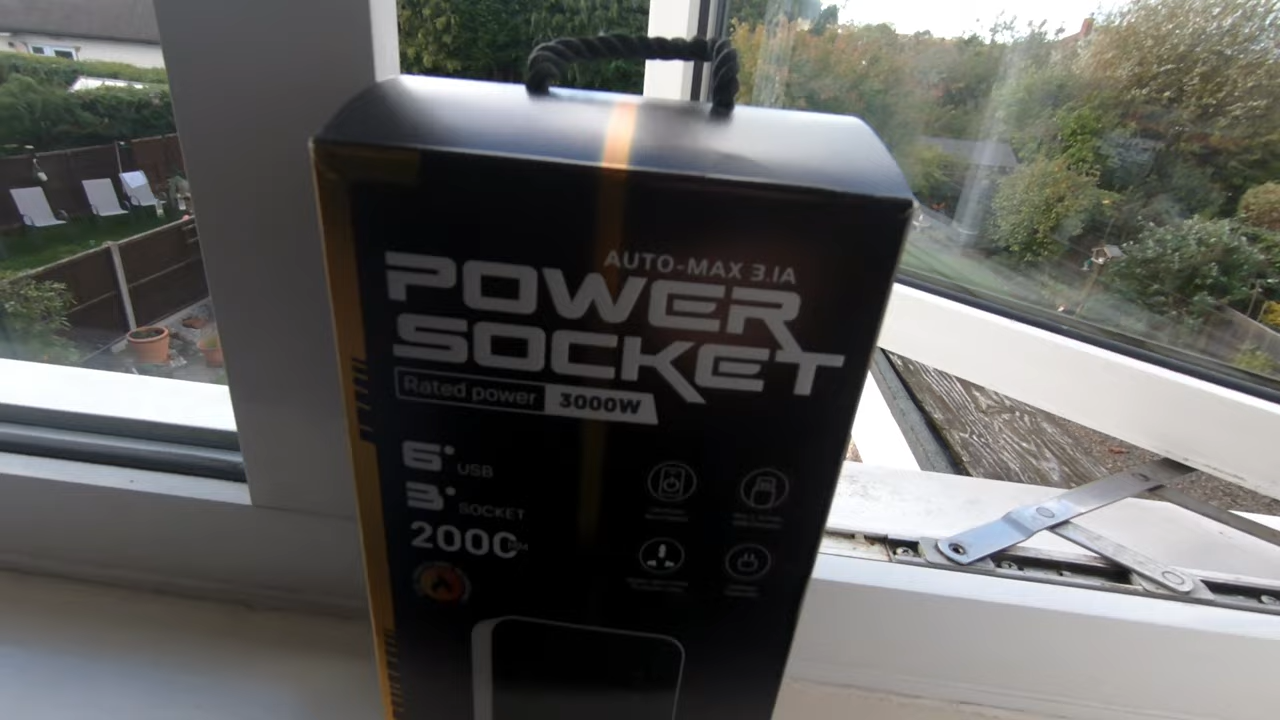 AUTO-MAX 3.1A
POWER
SOCKET
Rated power 3000W
6 USB
3 SOCKET
2000